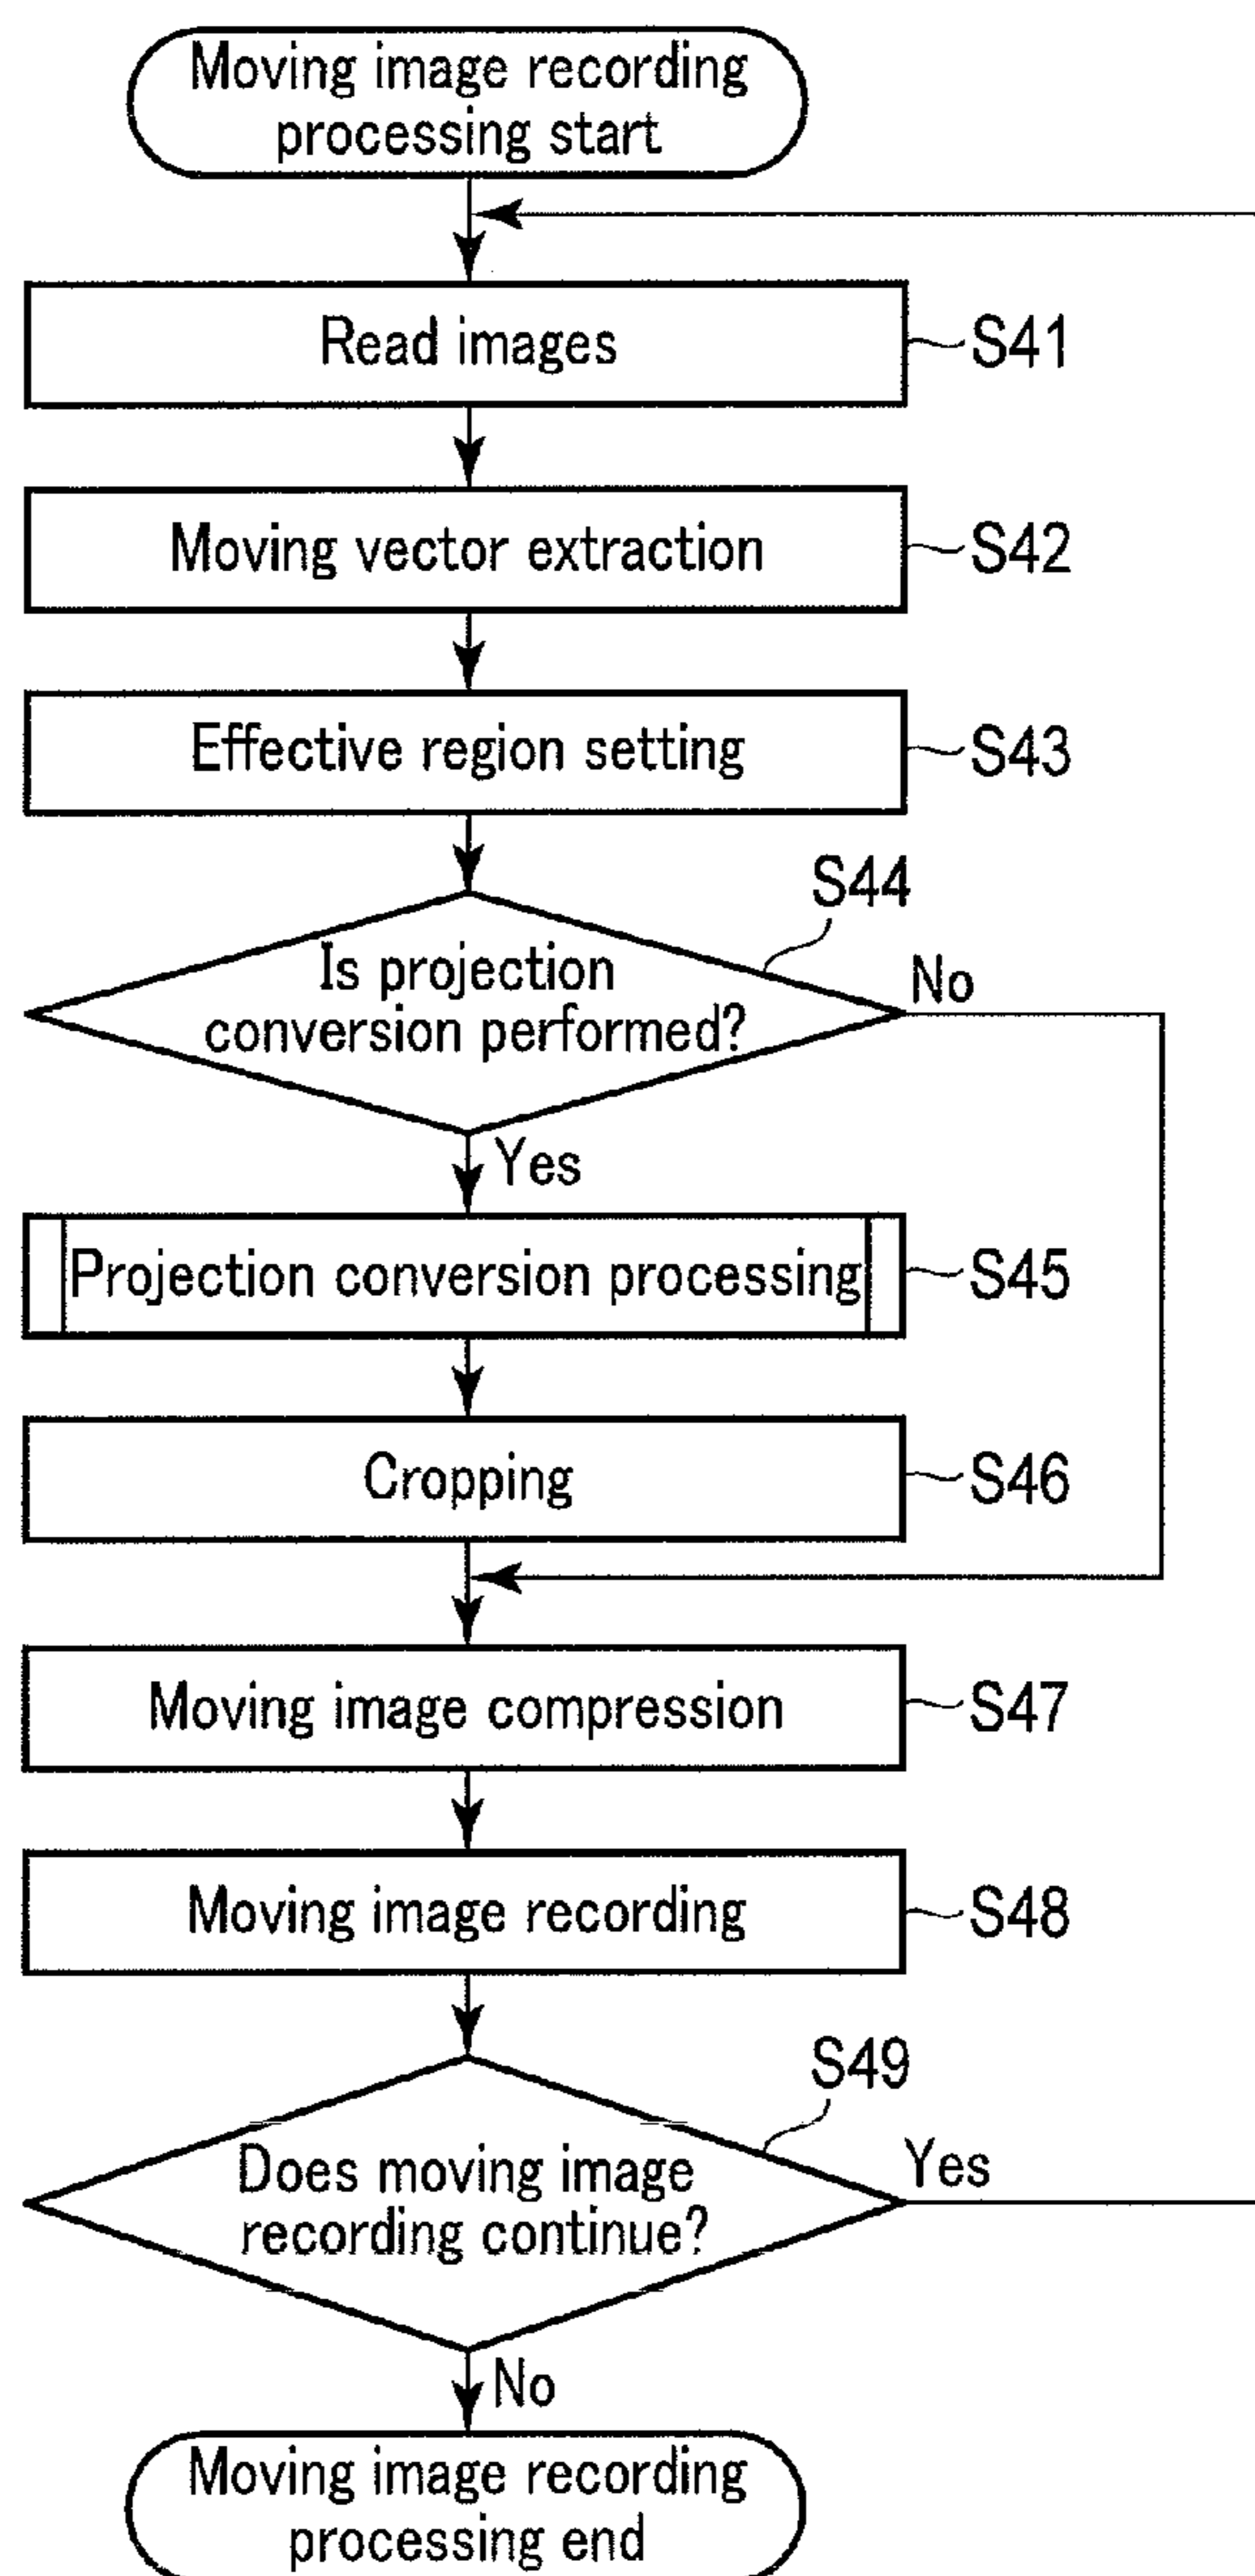 Moving image recording
processing start
Read images
S41
Moving vector extraction
S42
Effective region setting
S43
S44
Is projection
conversion performed?
No
Yes
Projection conversion processing
S45
Cropping
S46
Moving image compression
S47
Moving image recording
S48
S49
Does moving image
recording continue?
Yes
No
Moving image recording
processing end